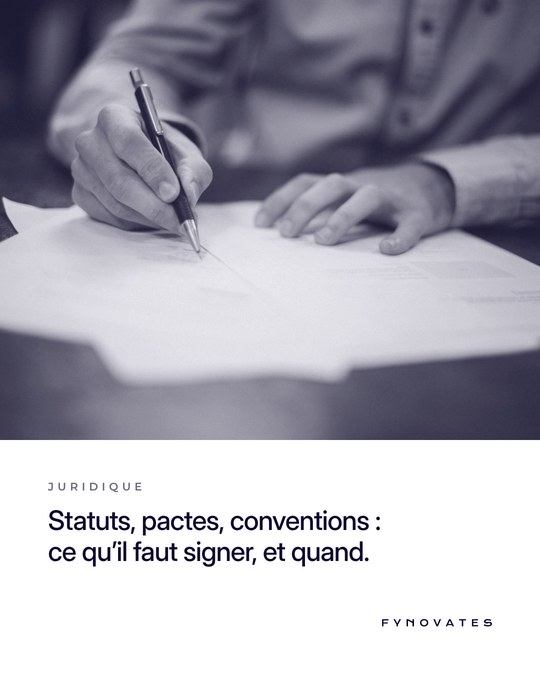 JURIDIQUE
Statuts, pactes, conventions :
ce qu’il faut signer, et quand.
FYNOVATES